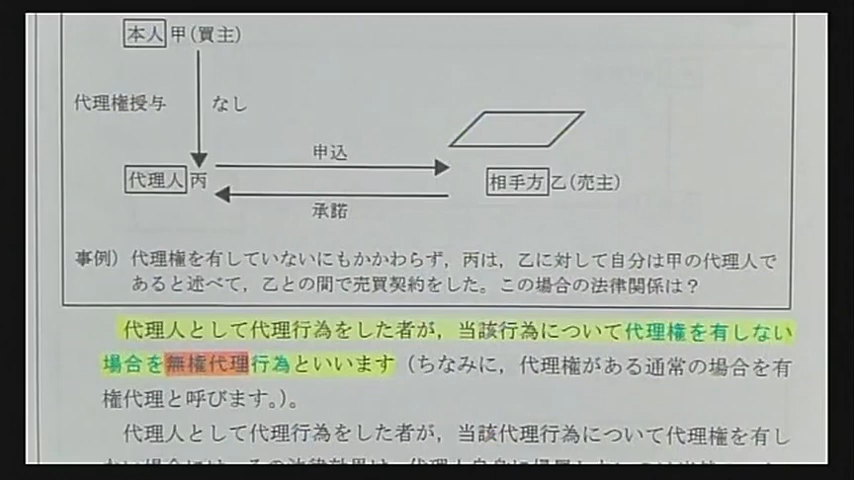 本人 甲(買主)
代理権授与 なし
申込
代理人 丙 相手方 乙(売主)
承諾
事例) 代理権を有していないにもかかわらず，丙は，乙に対して自分は甲の代理人で
あると述べて，乙との間で売買契約をした。この場合の法律関係は？
代理人として代理行為をした者が，当該行為について代理権を有しない
場合を無権代理行為といいます（ちなみに，代理権がある通常の場合を有
権代理と呼びます。）。
代理人として代理行為をした者が，当該代理行為について代理権を有し